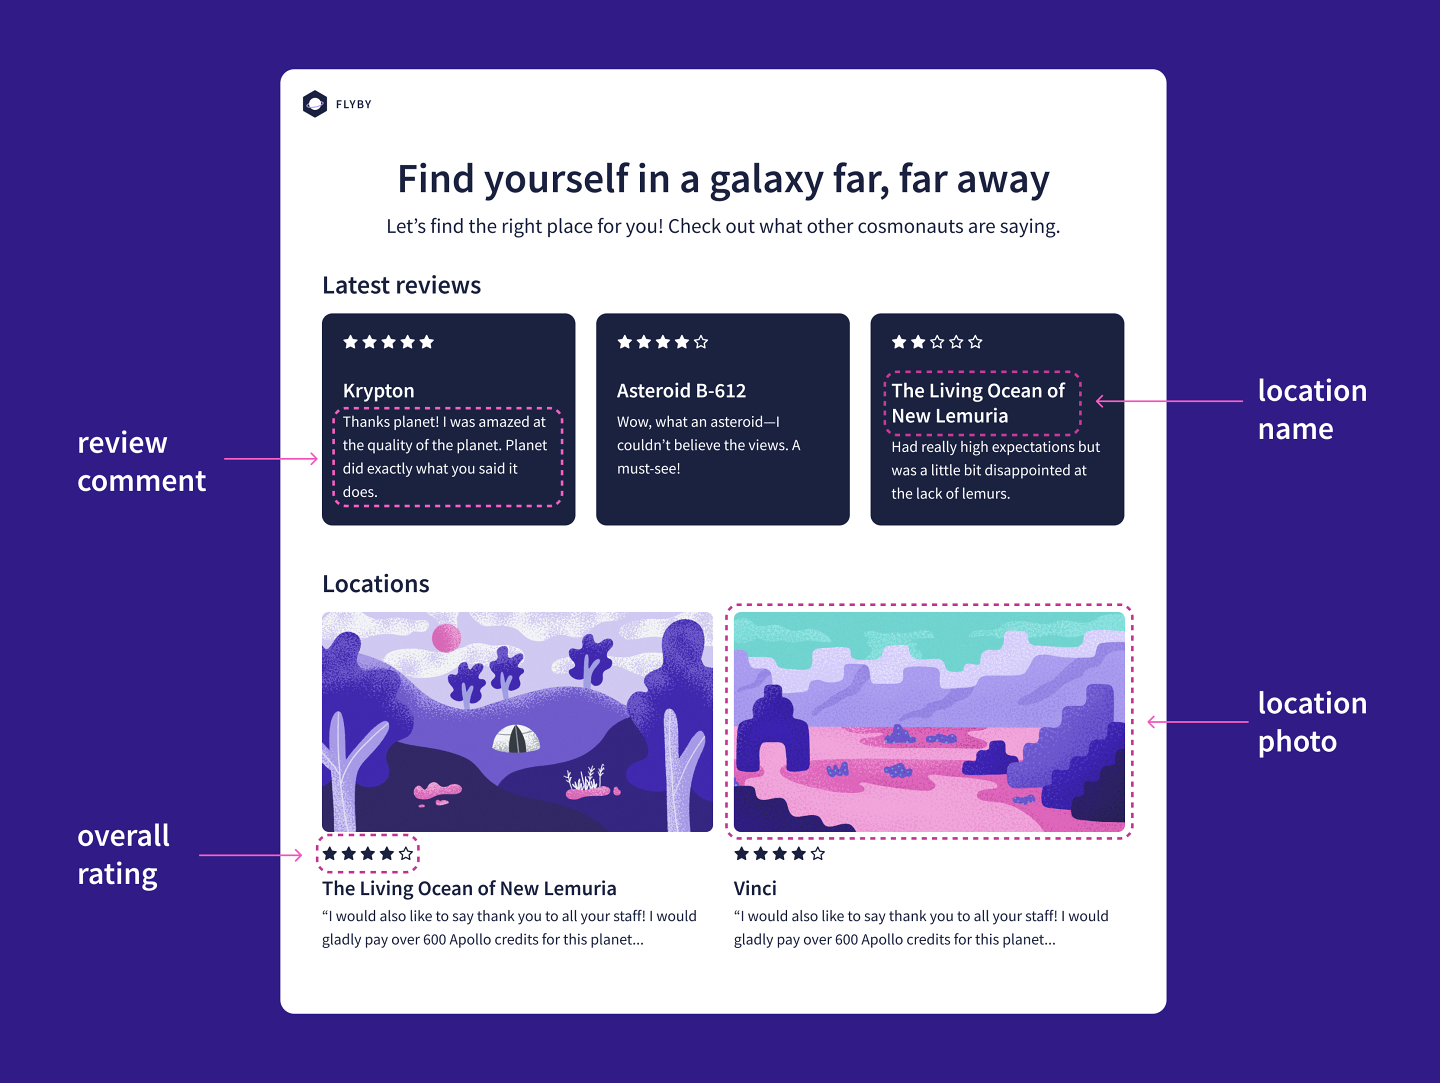 FLYBY
Find yourself in a galaxy far, far away
Let’s find the right place for you! Check out what other cosmonauts are saying.
Latest reviews
Krypton
Thanks planet! I was amazed at
the quality of the planet. Planet
did exactly what you said it
does.
Asteroid B-612
Wow, what an asteroid—I
couldn’t believe the views. A
must-see!
The Living Ocean of
New Lemuria
Had really high expectations but
was a little bit disappointed at
the lack of lemurs.
review
comment
location
name
Locations
location
photo
overall
rating
The Living Ocean of New Lemuria
“I would also like to say thank you to all your staff! I would
gladly pay over 600 Apollo credits for this planet...
Vinci
“I would also like to say thank you to all your staff! I would
gladly pay over 600 Apollo credits for this planet...